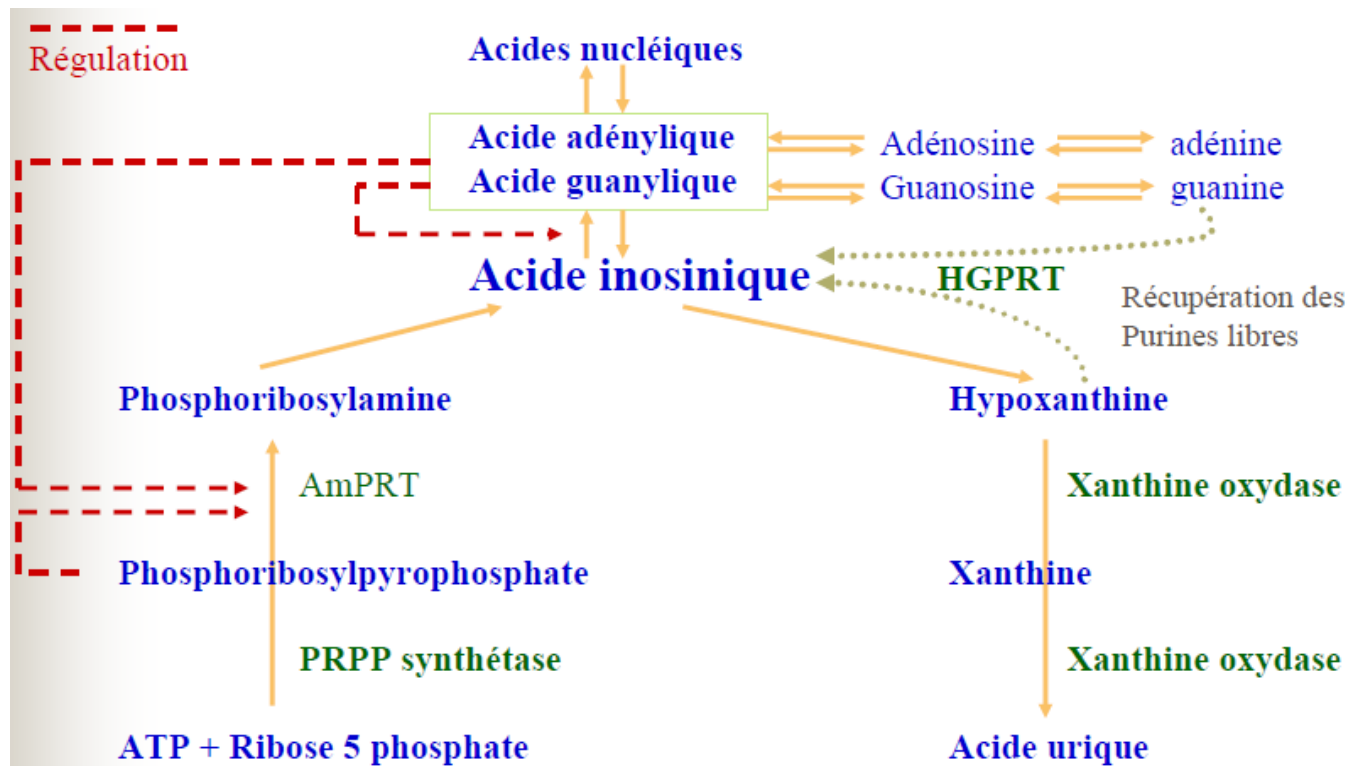 Régulation
Acides nucléiques
Acide adénylique
Adénosine
adénine
Acide guanylique
Guanosine
guanine
Acide inosinique
HGPRT
Récupération des
Purines libres
Phosphoribosylamine
Hypoxanthine
AmPRT
Xanthine oxydase
Phosphoribosylpyrophosphate
Xanthine
PRPP synthétase
Xanthine oxydase
ATP + Ribose 5 phosphate
Acide urique